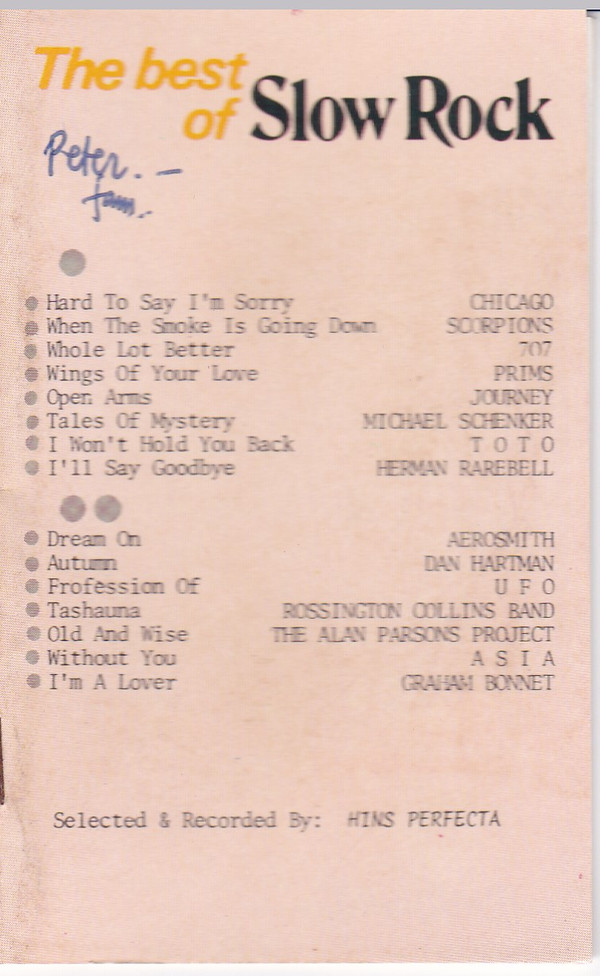 The best
of Slow Rock
Peter. -
Hard To Say I'm Sorry CHICAGO
When The Smoke Is Going Down SCORPIONS
Whole Lot Better 707
Wings Of Your Love PRIMS
Open Arms JOURNEY
Tales Of Mystery MICHAEL SCHENKER
I Won't Hold You Back T O T O
I'll Say Goodbye HERMAN RAREBELL
Dream On AEROSMITH
Autumn DAN HARTMAN
Frofession Of U F O
Tashauna ROSSINGTON COLLINS BAND
Old And Wise THE ALAN PARSONS PROJECT
Without You A S I A
I'm A Lover GRAHAM BONNET
Selected & Recorded By: HINS PERFECTA